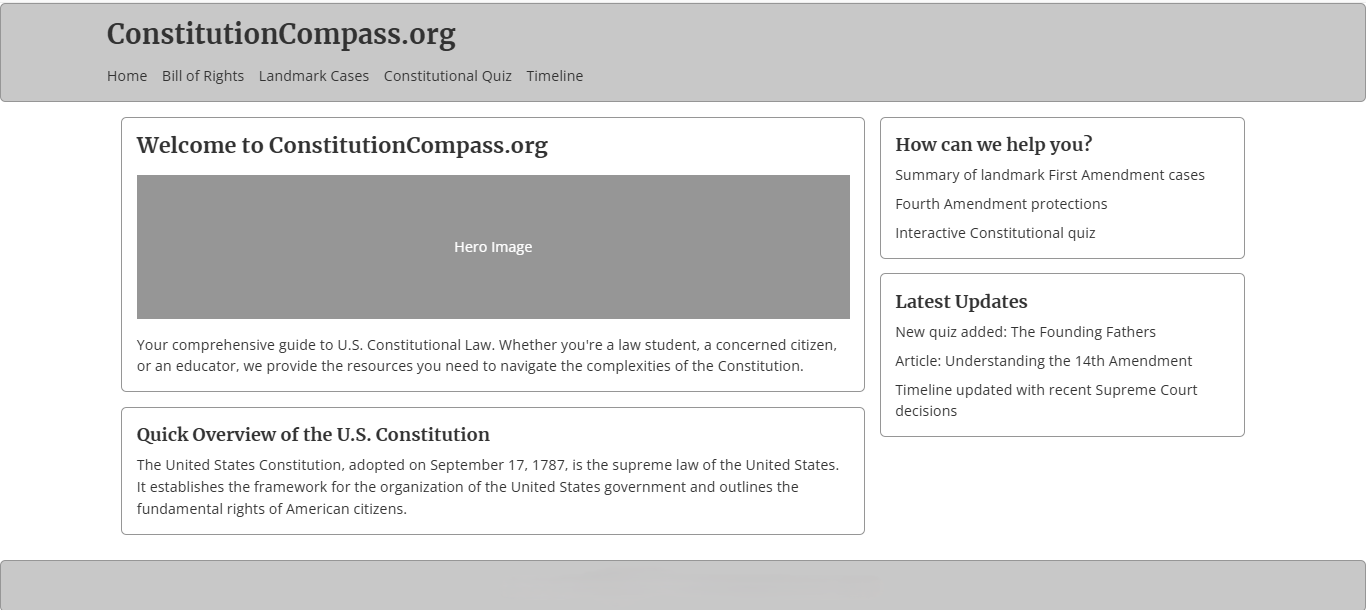 ConstitutionCompass.org
Home Bill of Rights Landmark Cases Constitutional Quiz Timeline
Welcome to ConstitutionCompass.org
Hero Image
Your comprehensive guide to U.S. Constitutional Law. Whether you're a law student, a concerned citizen,
or an educator, we provide the resources you need to navigate the complexities of the Constitution.
Quick Overview of the U.S. Constitution
The United States Constitution, adopted on September 17, 1787, is the supreme law of the United States.
It establishes the framework for the organization of the United States government and outlines the
fundamental rights of American citizens.
How can we help you?
Summary of landmark First Amendment cases
Fourth Amendment protections
Interactive Constitutional quiz
Latest Updates
New quiz added: The Founding Fathers
Article: Understanding the 14th Amendment
Timeline updated with recent Supreme Court
decisions